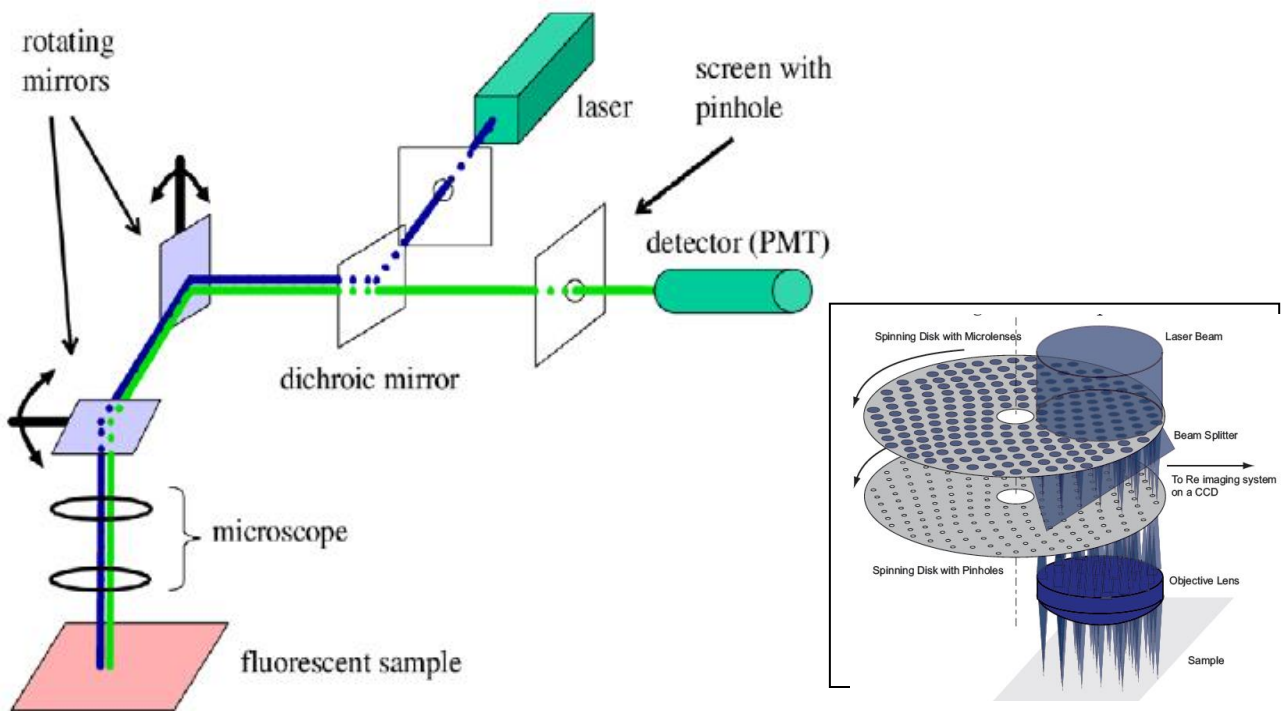 rotating
mirrors
laser
screen with
pinhole
detector (PMT)
dichroic mirror
microscope
fluorescent sample
Spinning Disk with Microlenses
Laser Beam
Beam Splitter
To Re imaging system
on a CCD
Spinning Disk with Pinholes
Objective Lens
Sample